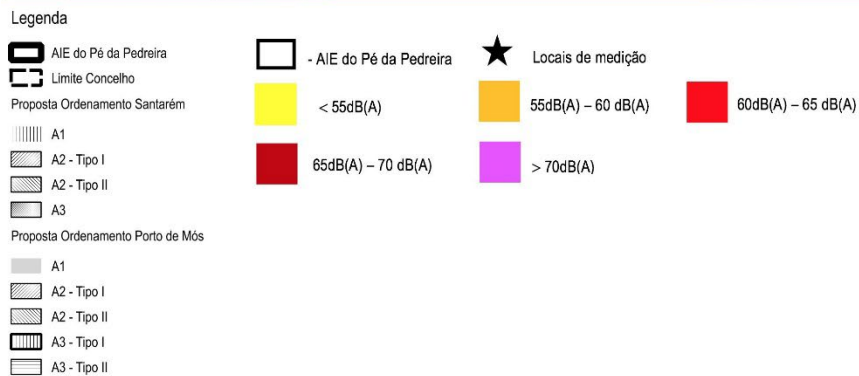 Legenda
AIE do Pé da Pedreira
Limite Concelho
Proposta Ordenamento Santarém
A1
A2 - Tipo I
A2 - Tipo II
A3
Proposta Ordenamento Porto de Mós
A1
A2 - Tipo I
A2 - Tipo II
A3 - Tipo I
A3 - Tipo II
- AIE do Pé da Pedreira
Locais de medição
< 55dB(A)
55dB(A) – 60 dB(A)
60dB(A) – 65 dB(A)
65dB(A) – 70 dB(A)
> 70dB(A)